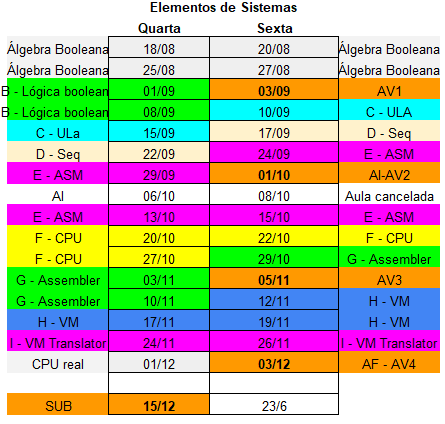 Elementos de Sistemas
Quarta Sexta
Álgebra Booleana 18/08 20/08 Álgebra Booleana
Álgebra Booleana 25/08 27/08 Álgebra Booleana
B - Lógica boolean 01/09 03/09 AV1
B - Lógica boolean 08/09 10/09 C - ULA
C - ULa 15/09 17/09 D - Seq
D - Seq 22/09 24/09 E - ASM
E - ASM 29/09 01/10 AI-AV2
AI 06/10 08/10 Aula cancelada
E - ASM 13/10 15/10 E - ASM
F - CPU 20/10 22/10 F - CPU
F - CPU 27/10 29/10 G - Assembler
G - Assembler 03/11 05/11 AV3
G - Assembler 10/11 12/11 H - VM
H - VM 17/11 19/11 H - VM
I - VM Translator 24/11 26/11 I - VM Translator
CPU real 01/12 03/12 AF - AV4
SUB 15/12 23/6